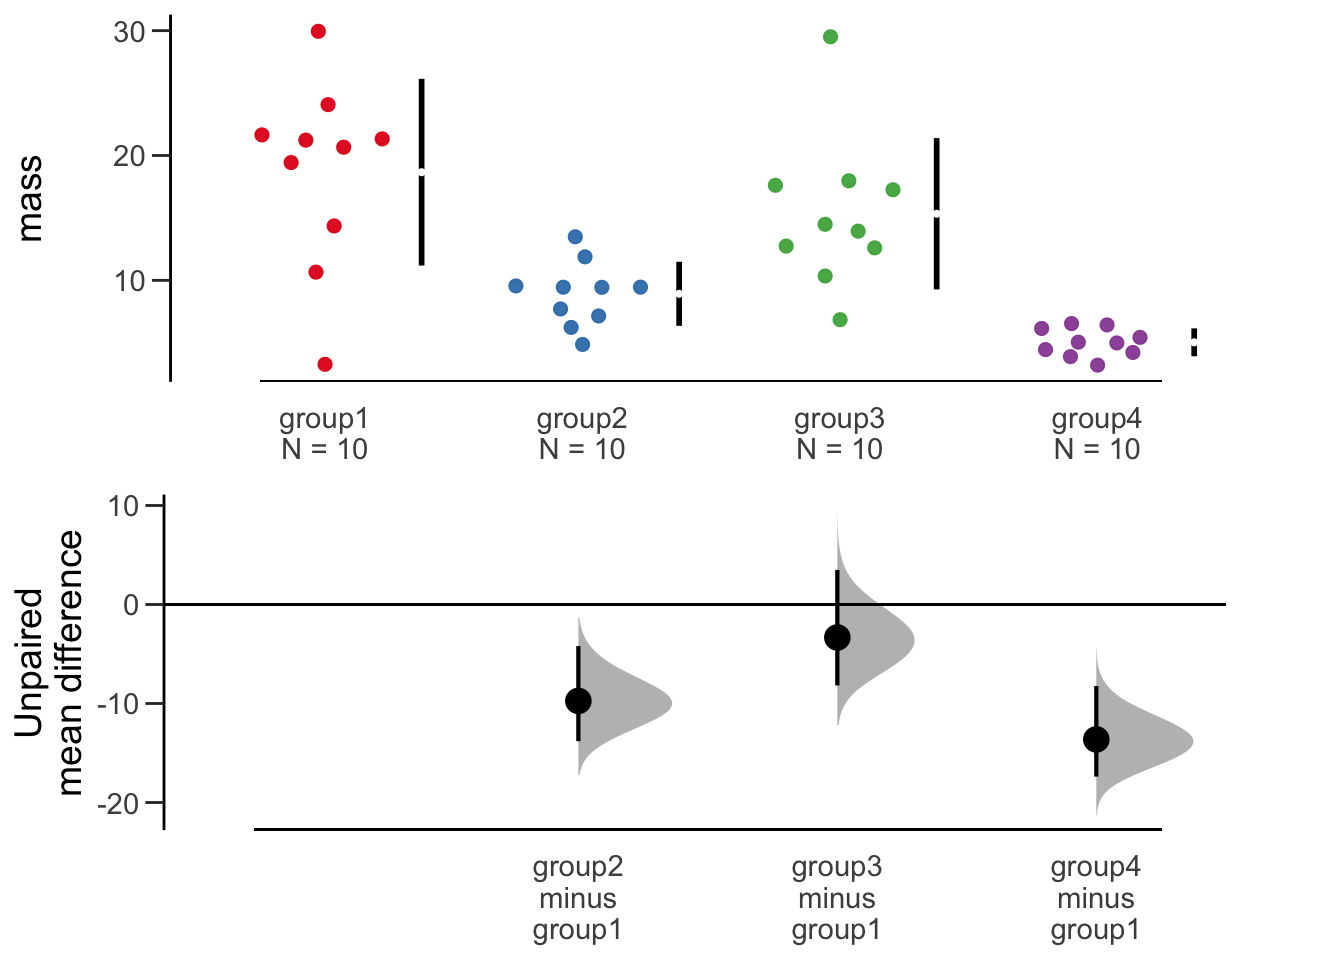 30
20
10
mass
group1
N = 10
group2
N = 10
group3
N = 10
group4
N = 10
10
0
-10
-20
Unpaired
mean difference
group2
minus
group1
group3
minus
group1
group4
minus
group1